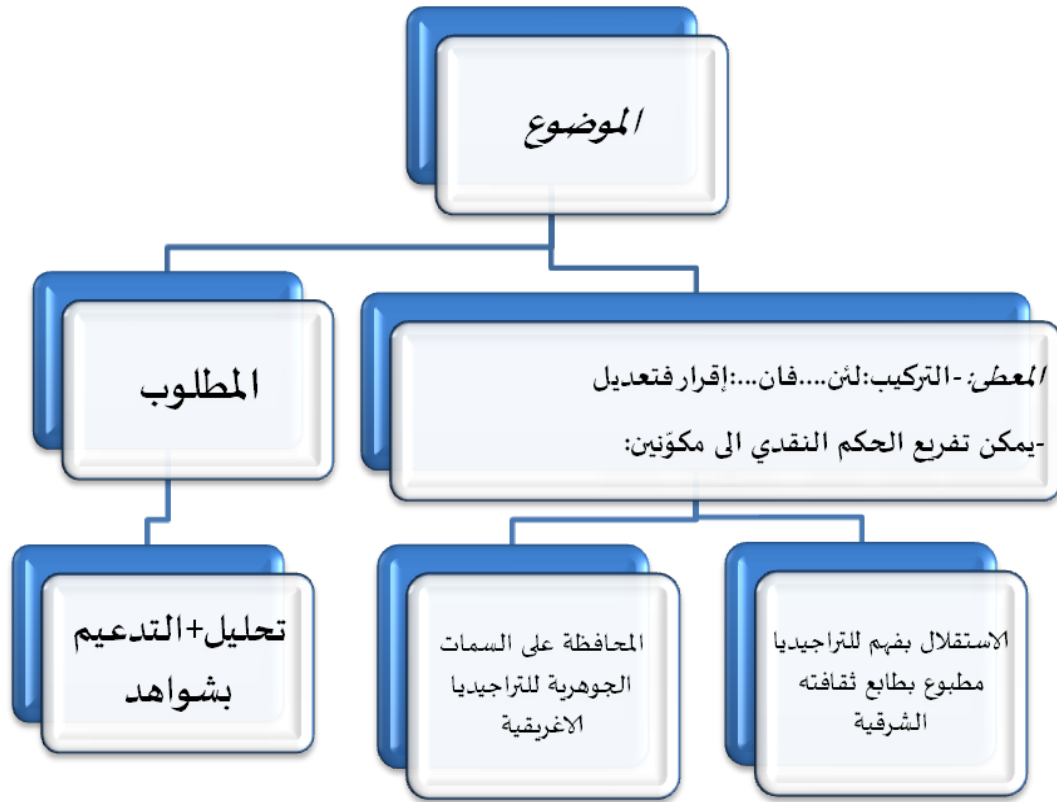 الموضوع
المعطى:-التركيب:لئن....فان...:إقرار فتعديل
-يمكن تفريع الحكم النقدي الى مكوّنين:
الاستقلال بفهم للتراجيديا
مطبوع بطابع ثقافته
الشرقية
المحافظة على السمات
الجوهرية للتراجيديا
الاغريقية
المطلوب
تحليل+التدعيم
بشواهد